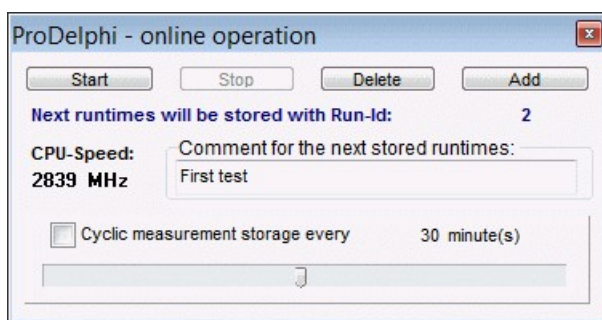 ProDelphi - online operation
Start Stop Delete Add
Next runtimes will be stored with Run-Id: 2
CPU-Speed: Comment for the next stored runtimes:
2839 MHz First test
Cyclic measurement storage every 30 minute(s)